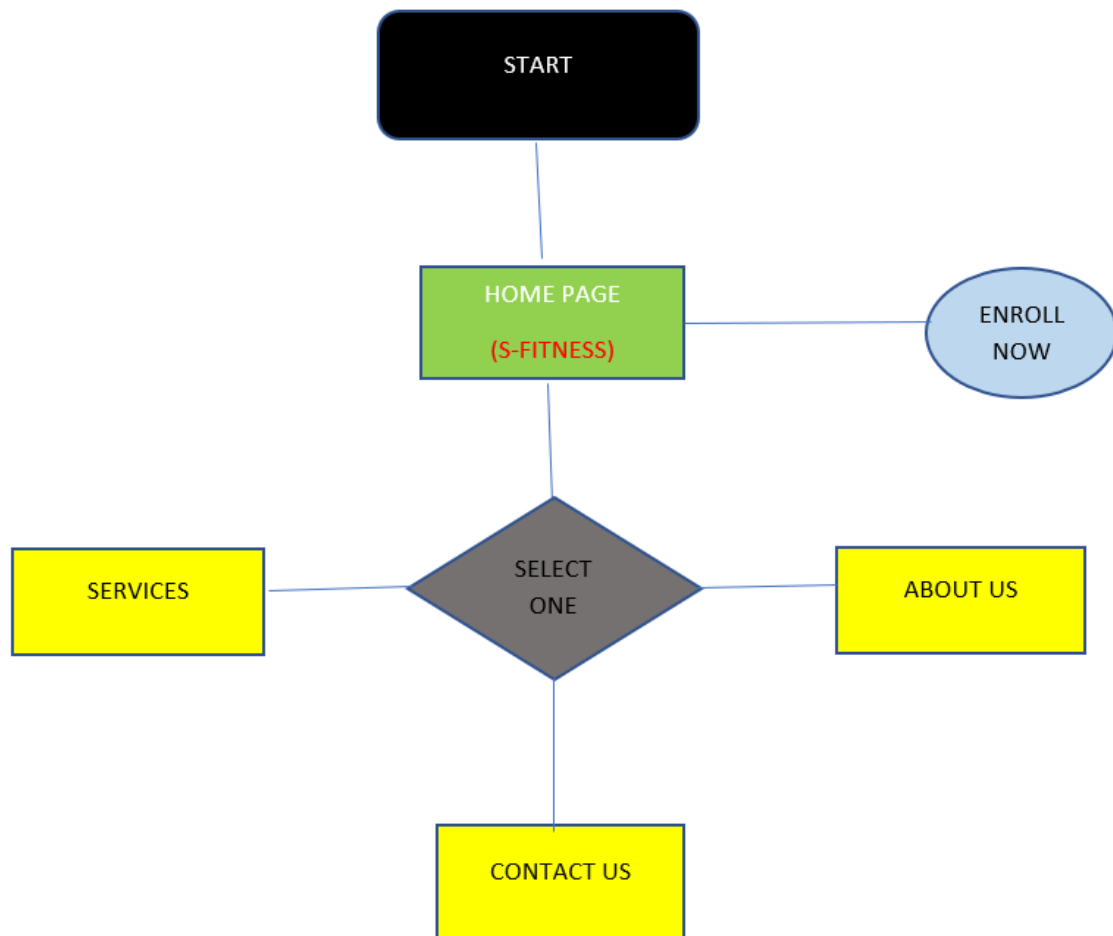 START
HOME PAGE
(S-FITNESS)
ENROLL
NOW
SELECT
ONE
SERVICES
ABOUT US
CONTACT US